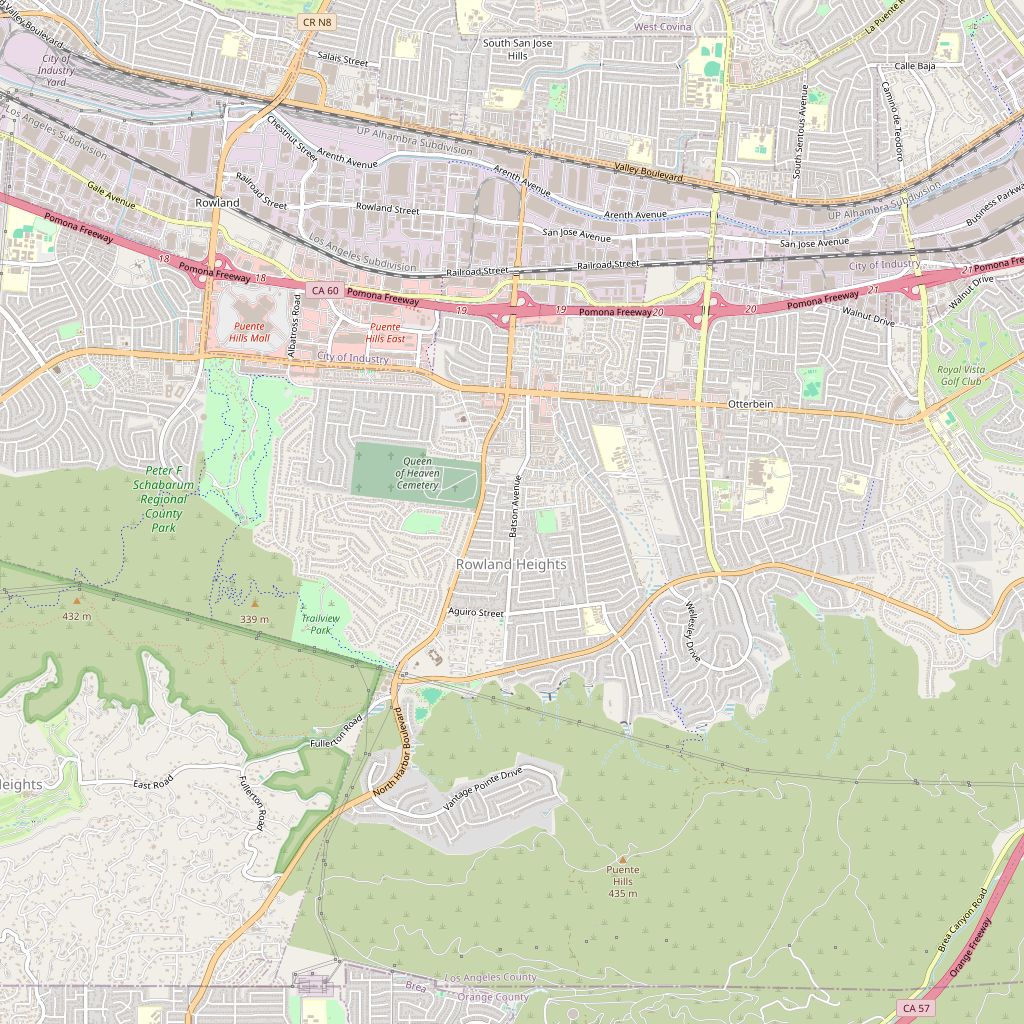 CR N8
West Covina
La Puente R
Valley Boulevard
South San Jose
Hills
Salais Street
City of
Industry
Yard
Calle Baja
Camino de Teodoro
South Sentous Avenue
Los Angeles Subdivision
Chestnut Street
UP Alhambra Subdivision
Arenth Avenue
Arenth Avenue
Valley Boulevard
Gale Avenue
Railroad Street
Rowland
Rowland Street
Arenth Avenue
UP Alhambra Subdivision
Business Parkwa
Pomona Freeway
San Jose Avenue
San Jose Avenue
Los Angeles Subdivision
18
Pomona Freeway
18
Railroad Street
Railroad Street
City of Industry
21
Pomona Fre
CA 60
Pomona Freeway
19
19
Pomona Freeway
20
20
Pomona Freeway
21
Walnut Drive
Walnut Drive
Albatross Road
Puente
Hills Mall
Puente
Hills East
City of Industry
Royal Vista
Golf Club
Otterbein
Queen
of Heaven
Cemetery
Peter F
Schabarum
Regional
County
Park
Batson Avenue
Rowland Heights
432 m
339 m
Trailview
Park
Aguiro Street
Wellesley Drive
Fullerton Road
North Harbor Boulevard
eights
East Road
Fullerton Road
Vantage Pointe Drive
Puente
Hills
435 m
Brea Canyon Road
Orange Freeway
Los Angeles County
Brea
Orange County
CA 57